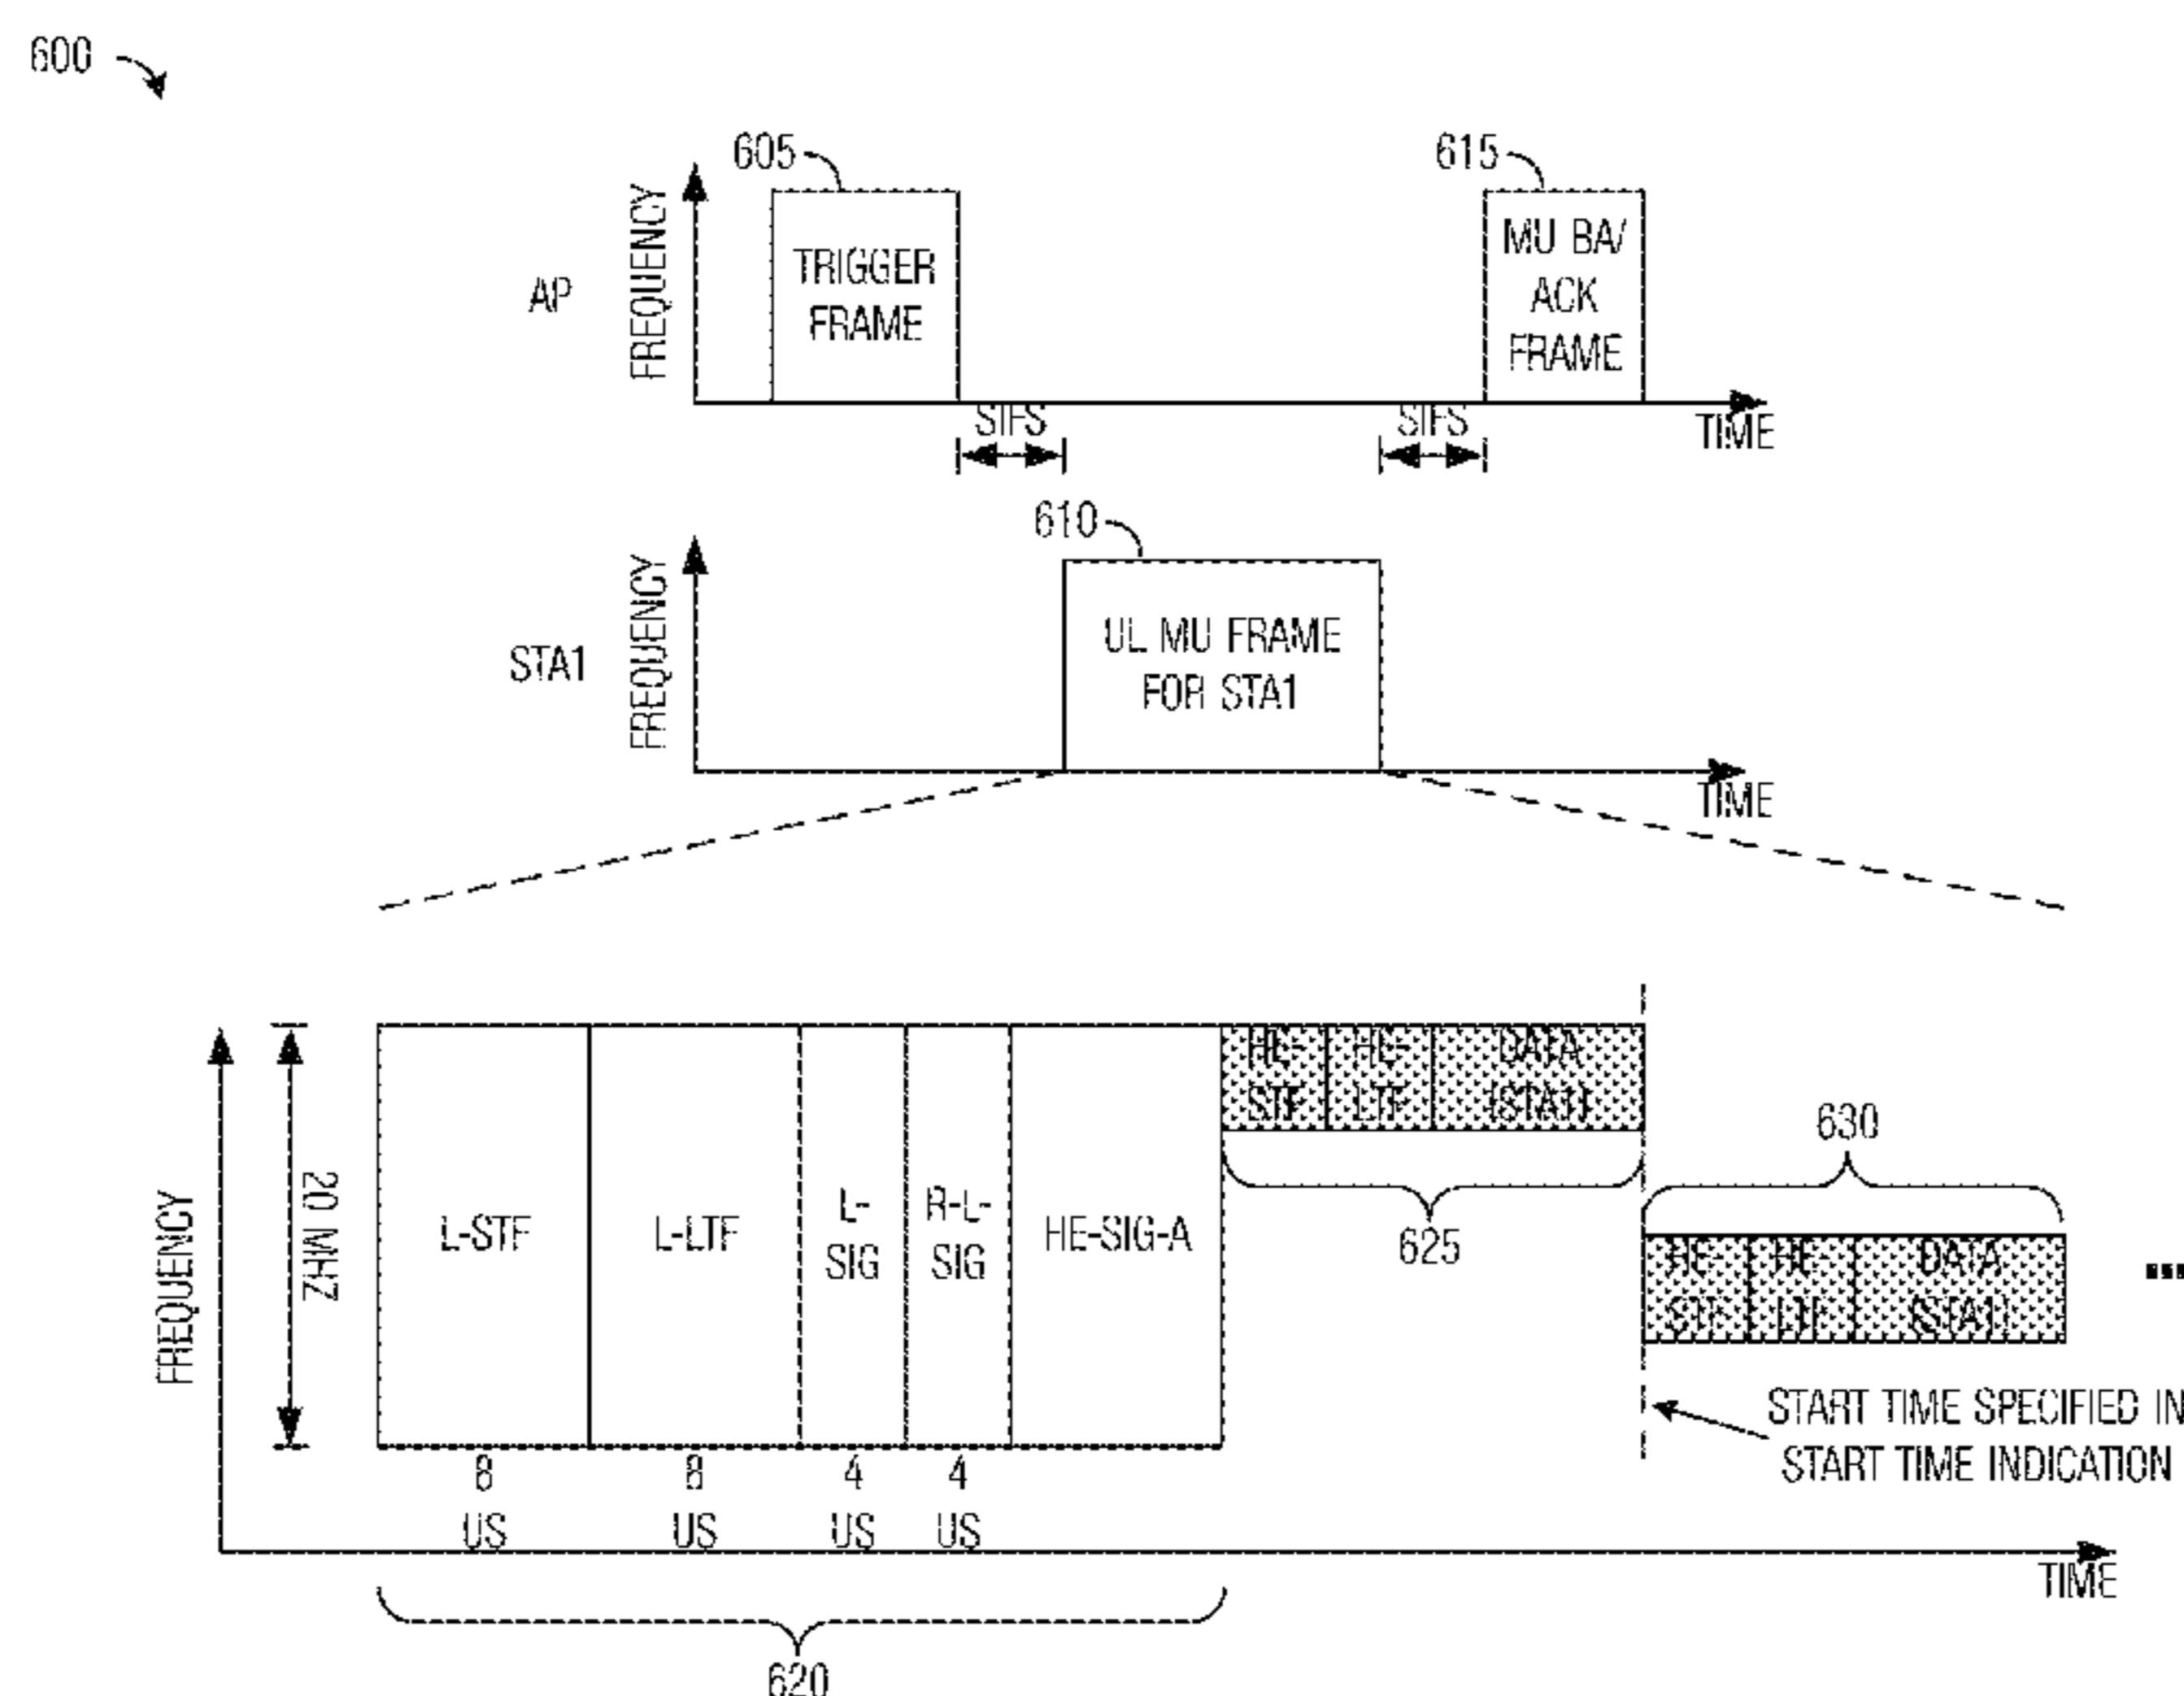 600
605
615
FREQUENCY
AP
TRIGGER
FRAME
MU BA/
ACK
FRAME
SIFS
SIFS
TIME
610
FREQUENCY
STA1
UL MU FRAME
FOR STA1
TIME
FREQUENCY
20 MHZ
L-STF
L-LTF
L-
SIG
R-L-
SIG
HE-SIG-A
HE-
STF
HE-
LTF
DATA
(STA1)
625
630
HE-
STF
HE-
LTF
DATA
(STA1)
START TIME SPECIFIED IN
START TIME INDICATION
8
US
8
US
4
US
4
US
TIME
620